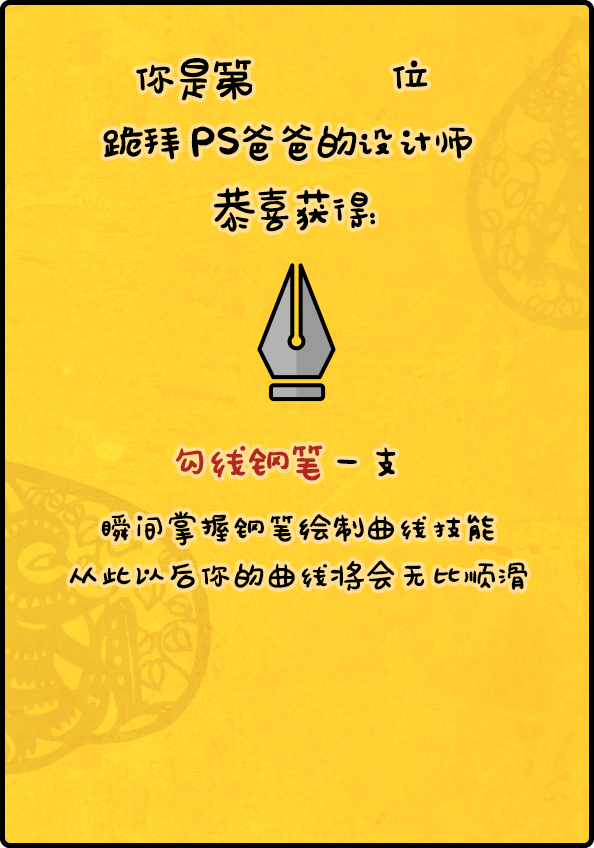 你是第 位
跪拜 PS爸爸的设计师
恭喜获得:
勾线钢笔 一 支
瞬间掌握钢笔绘制曲线技能
从此以后你的曲线将会无比顺滑